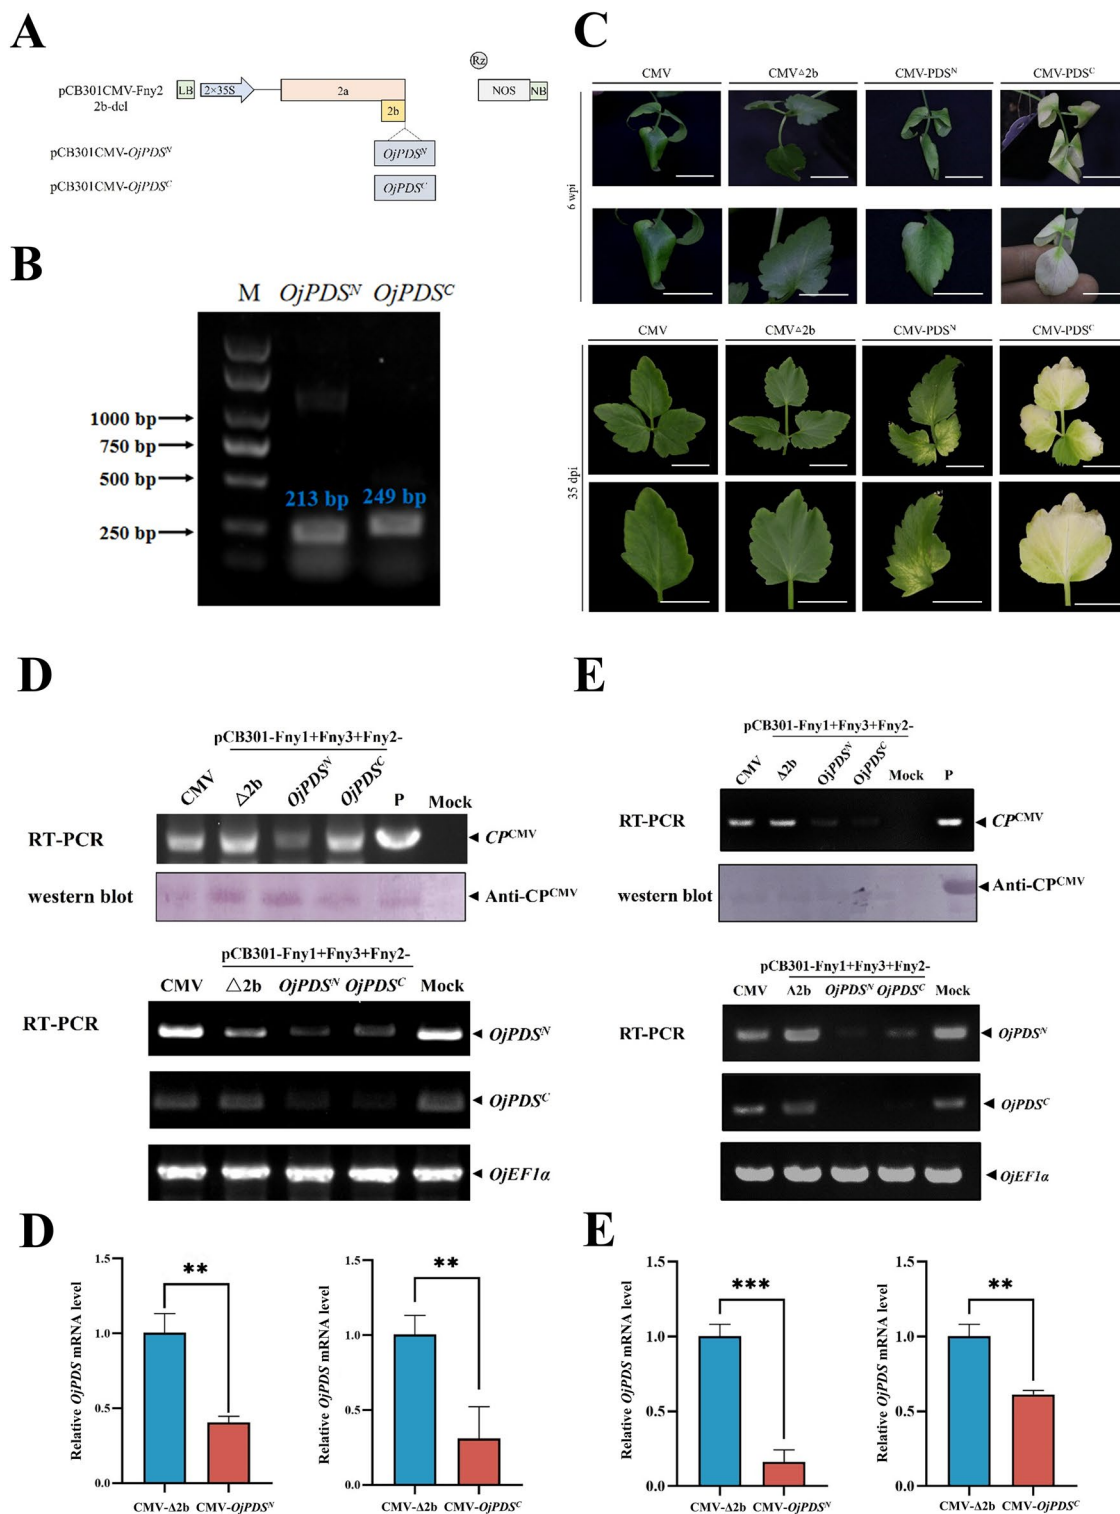 A
pCB301CMV-Fny2
2b-del
LB
2×35S
2a
2b
Rz
NOS
NB
pCB301CMV-OjPDSᴺ
OjPDSᴺ
pCB301CMV-OjPDSᶜ
OjPDSᶜ
B
M OjPDSᴺ OjPDSᶜ
1000 bp
750 bp
500 bp
250 bp
213 bp 249 bp
C
CMV CMV△2b CMV-PDSᴺ CMV-PDSᶜ
6 wpi
CMV CMV△2b CMV-PDSᴺ CMV-PDSᶜ
35 dpi
D
pCB301-Fny1+Fny3+Fny2-
CMV △2b OjPDSᴺ OjPDSᶜ P Mock
RT-PCR CPᶜᴹⱽ
western blot Anti-CPᶜᴹⱽ
pCB301-Fny1+Fny3+Fny2-
CMV △2b OjPDSᴺ OjPDSᶜ Mock
RT-PCR OjPDSᴺ
OjPDSᶜ
OjEF1α
E
pCB301-Fny1+Fny3+Fny2-
CMV Δ2b OjPDSᴺ OjPDSᶜ Mock P
RT-PCR CPᶜᴹⱽ
western blot Anti-CPᶜᴹⱽ
pCB301-Fny1+Fny3+Fny2-
CMV Δ2b OjPDSᴺ OjPDSᶜ Mock
RT-PCR OjPDSᴺ
OjPDSᶜ
OjEF1α
D
Relative OjPDS mRNA level
1.5
1.0
0.5
0.0
**
CMV-Δ2b CMV-OjPDSᴺ
Relative OjPDS mRNA level
1.5
1.0
0.5
0.0
**
CMV-Δ2b CMV-OjPDSᶜ
E
Relative OjPDS mRNA level
1.5
1.0
0.5
0.0
***
CMV-Δ2b CMV-OjPDSᴺ
Relative OjPDS mRNA level
1.5
1.0
0.5
0.0
**
CMV-Δ2b CMV-OjPDSᶜ